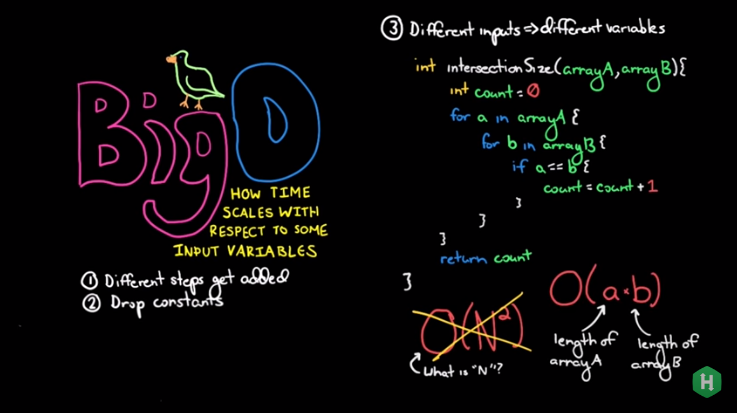 Big O
HOW TIME
SCALES WITH
RESPECT TO SOME
INPUT VARIABLES
① Different steps get added
② Drop constants
③ Different inputs ⇒ different variables
int intersectionSize(arrayA, arrayB){
int count = 0
for a in arrayA {
for b in arrayB {
if a == b {
count = count + 1
}
}
}
return count
}
O(N²)
What is "N"?
O(a*b)
length of
arrayA
length of
arrayB
H